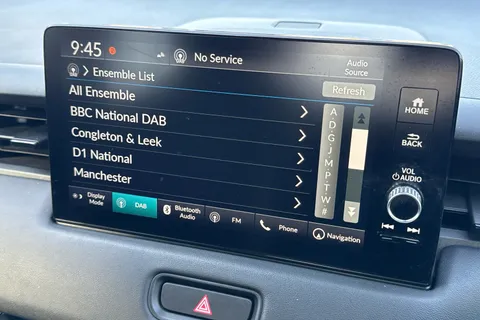 9:45 No Service Audio Source
Ensemble List
All Ensemble Refresh
BBC National DAB
Congleton & Leek
D1 National
Manchester
A
D
G
J
M
P
T
W
#
Display Mode
DAB
Bluetooth Audio
FM
Phone
Navigation
HOME
BACK
VOL
AUDIO